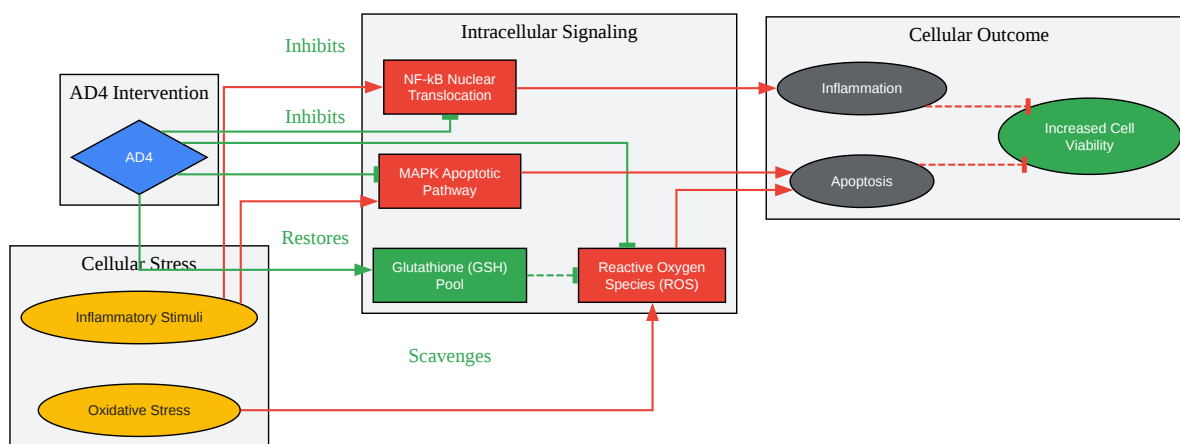 AD4 Intervention
AD4
Cellular Stress
Inflammatory Stimuli
Oxidative Stress
Inhibits
Inhibits
Restores
Scavenges
Intracellular Signaling
NF-kB Nuclear
Translocation
MAPK Apoptotic
Pathway
Glutathione (GSH)
Pool
Reactive Oxygen
Species (ROS)
Cellular Outcome
Inflammation
Apoptosis
Increased Cell
Viability